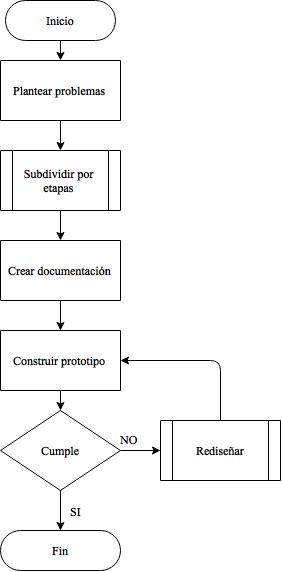 Inicio
Plantear problemas
Subdividir por
etapas
Crear documentación
Construir prototipo
Cumple
NO
Rediseñar
SI
Fin